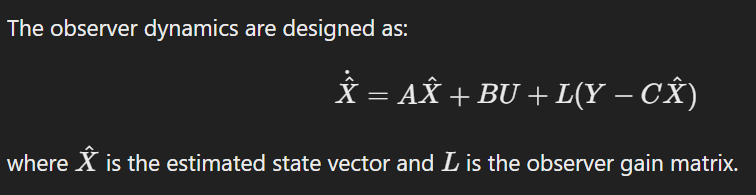 The observer dynamics are designed as:
$\dot{\hat{X}} = A\hat{X} + BU + L(Y - C\hat{X})$
where $\hat{X}$ is the estimated state vector and $L$ is the observer gain matrix.